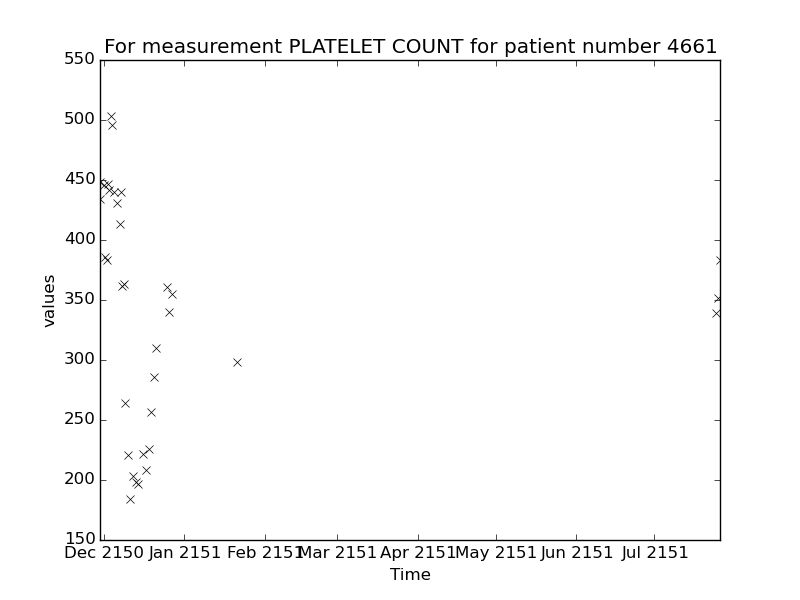 For measurement PLATELET COUNT for patient number 4661
550
500
450
400
350
300
250
200
150
values
Dec 2150 Jan 2151 Feb 2151 Mar 2151 Apr 2151 May 2151 Jun 2151 Jul 2151
Time